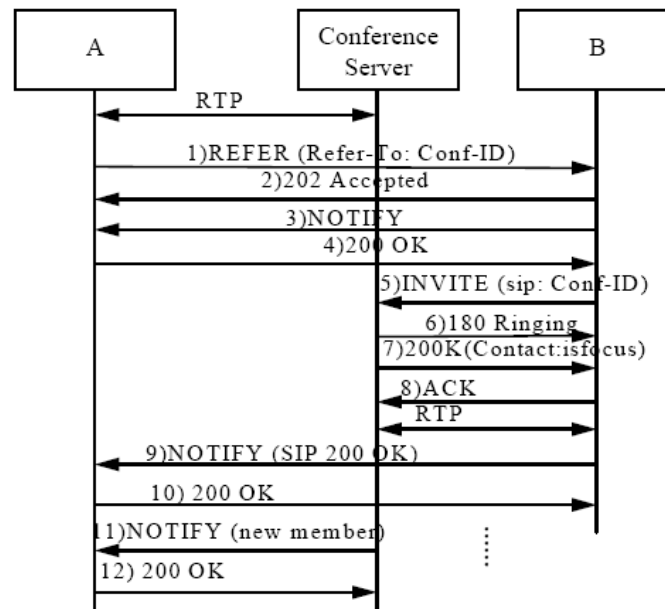 A
Conference
Server
B
RTP
1)REFER (Refer-To: Conf-ID)
2)202 Accepted
3)NOTIFY
4)200 OK
5)INVITE (sip: Conf-ID)
6)180 Ringing
7)200K(Contact:isfocus)
8)ACK
RTP
9)NOTIFY (SIP 200 OK)
10) 200 OK
11)NOTIFY (new member)
12) 200 OK